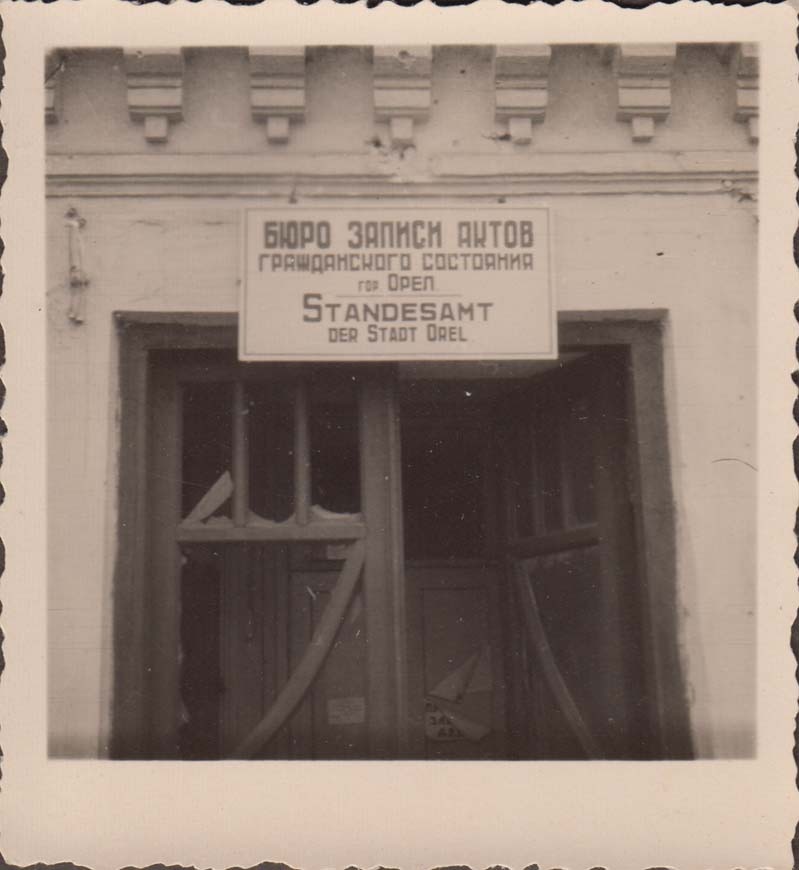 БЮРО ЗАПИСИ АКТОВ
ГРАЖДАНСКОГО СОСТОЯНИЯ
ГОР. ОРЕЛ.
STANDESAMT
DER STADT OREL